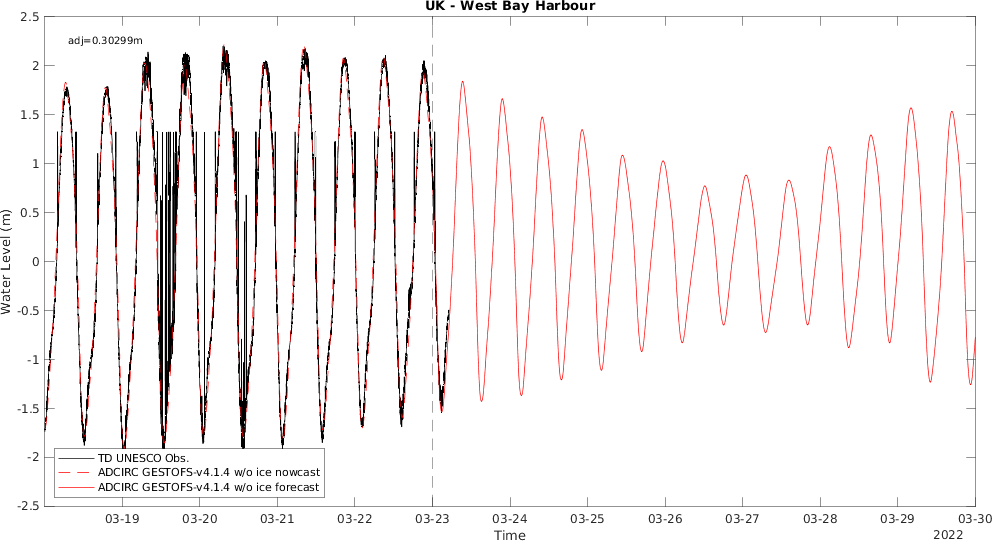 UK - West Bay Harbour
adj=0.30299m
2.5
2
1.5
1
0.5
0
-0.5
-1
-1.5
-2
-2.5
Water Level (m)
TD UNESCO Obs.
ADCIRC GESTOFS-v4.1.4 w/o ice nowcast
ADCIRC GESTOFS-v4.1.4 w/o ice forecast
03-19 03-20 03-21 03-22 03-23 03-24 03-25 03-26 03-27 03-28 03-29 03-30
Time
2022